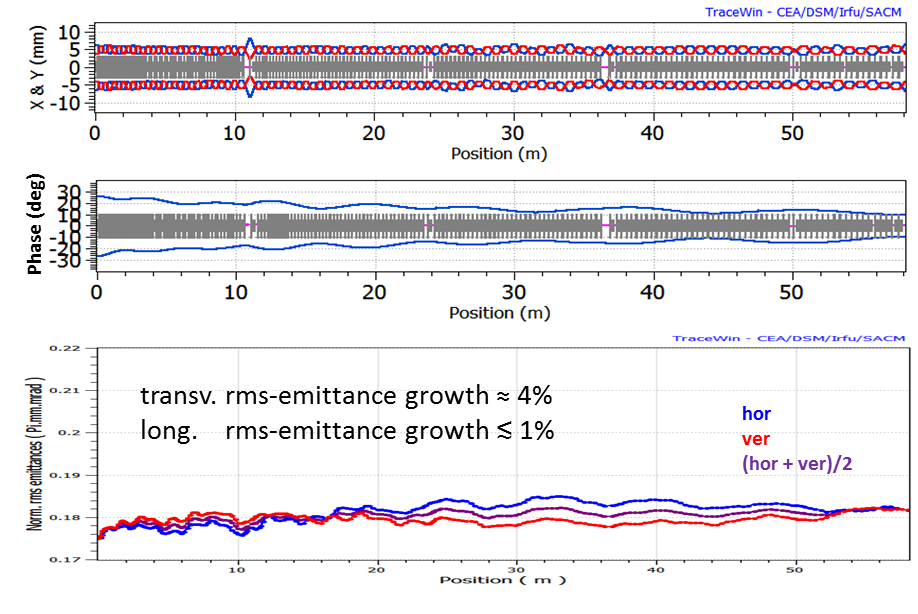 TraceWin - CEA/DSM/Irfu/SACM
X & Y (mm)
10
5
0
-5
-10
0 10 20 30 40 50
Position (m)
Phase (deg)
30
20
10
0
-10
-20
-30
0 10 20 30 40 50
Position (m)
TraceWin - CEA/DSM/Irfu/SACM
Norm. rms emittances ( Pi.mm.mrad )
0.22
0.21
0.2
0.19
0.18
0.17
transv. rms-emittance growth ≈ 4%
long. rms-emittance growth ≲ 1%
hor
ver
(hor + ver)/2
10 20 30 40 50
Position ( m )